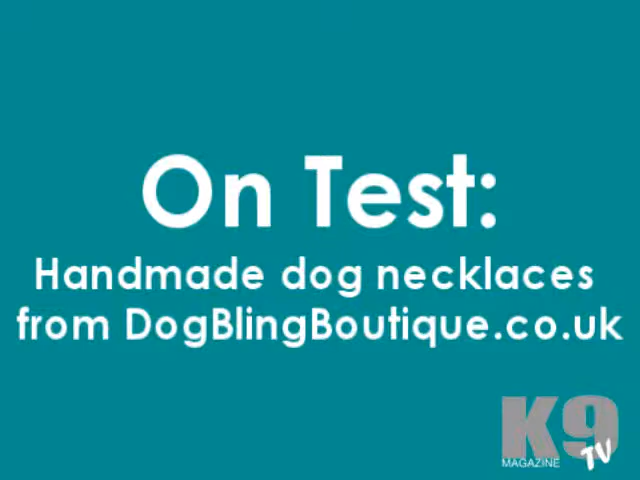 On Test:
Handmade dog necklaces
from DogBlingBoutique.co.uk
K9
MAGAZINE TV